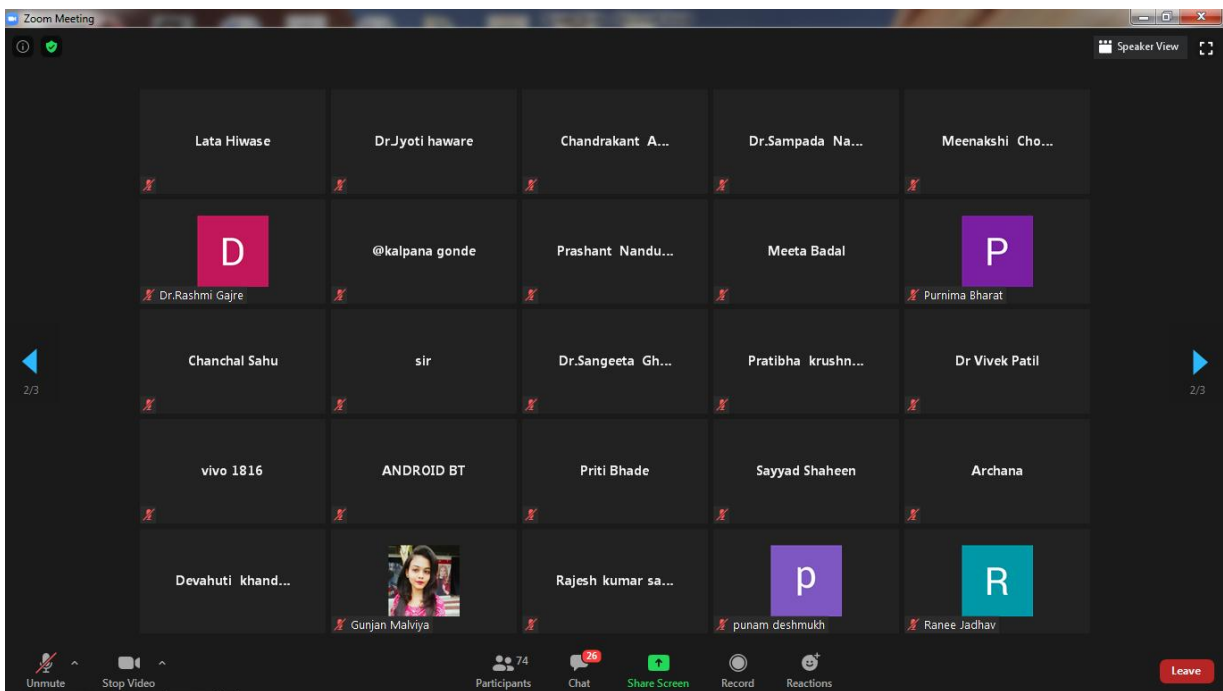 Zoom Meeting
Speaker View
Lata Hiwase
Dr.Jyoti haware
Chandrakant A...
Dr.Sampada Na...
Meenakshi Cho...
D
Dr.Rashmi Gajre
@kalpana gonde
Prashant Nandu...
Meeta Badal
P
Purnima Bharat
Chanchal Sahu
sir
Dr.Sangeeta Gh...
Pratibha krushn...
Dr Vivek Patil
2/3
2/3
vivo 1816
ANDROID BT
Priti Bhade
Sayyad Shaheen
Archana
Devahuti khand...
Gunjan Malviya
Rajesh kumar sa...
p
punam deshmukh
R
Ranee Jadhav
Unmute
Stop Video
74
Participants
26
Chat
Share Screen
Record
Reactions
Leave